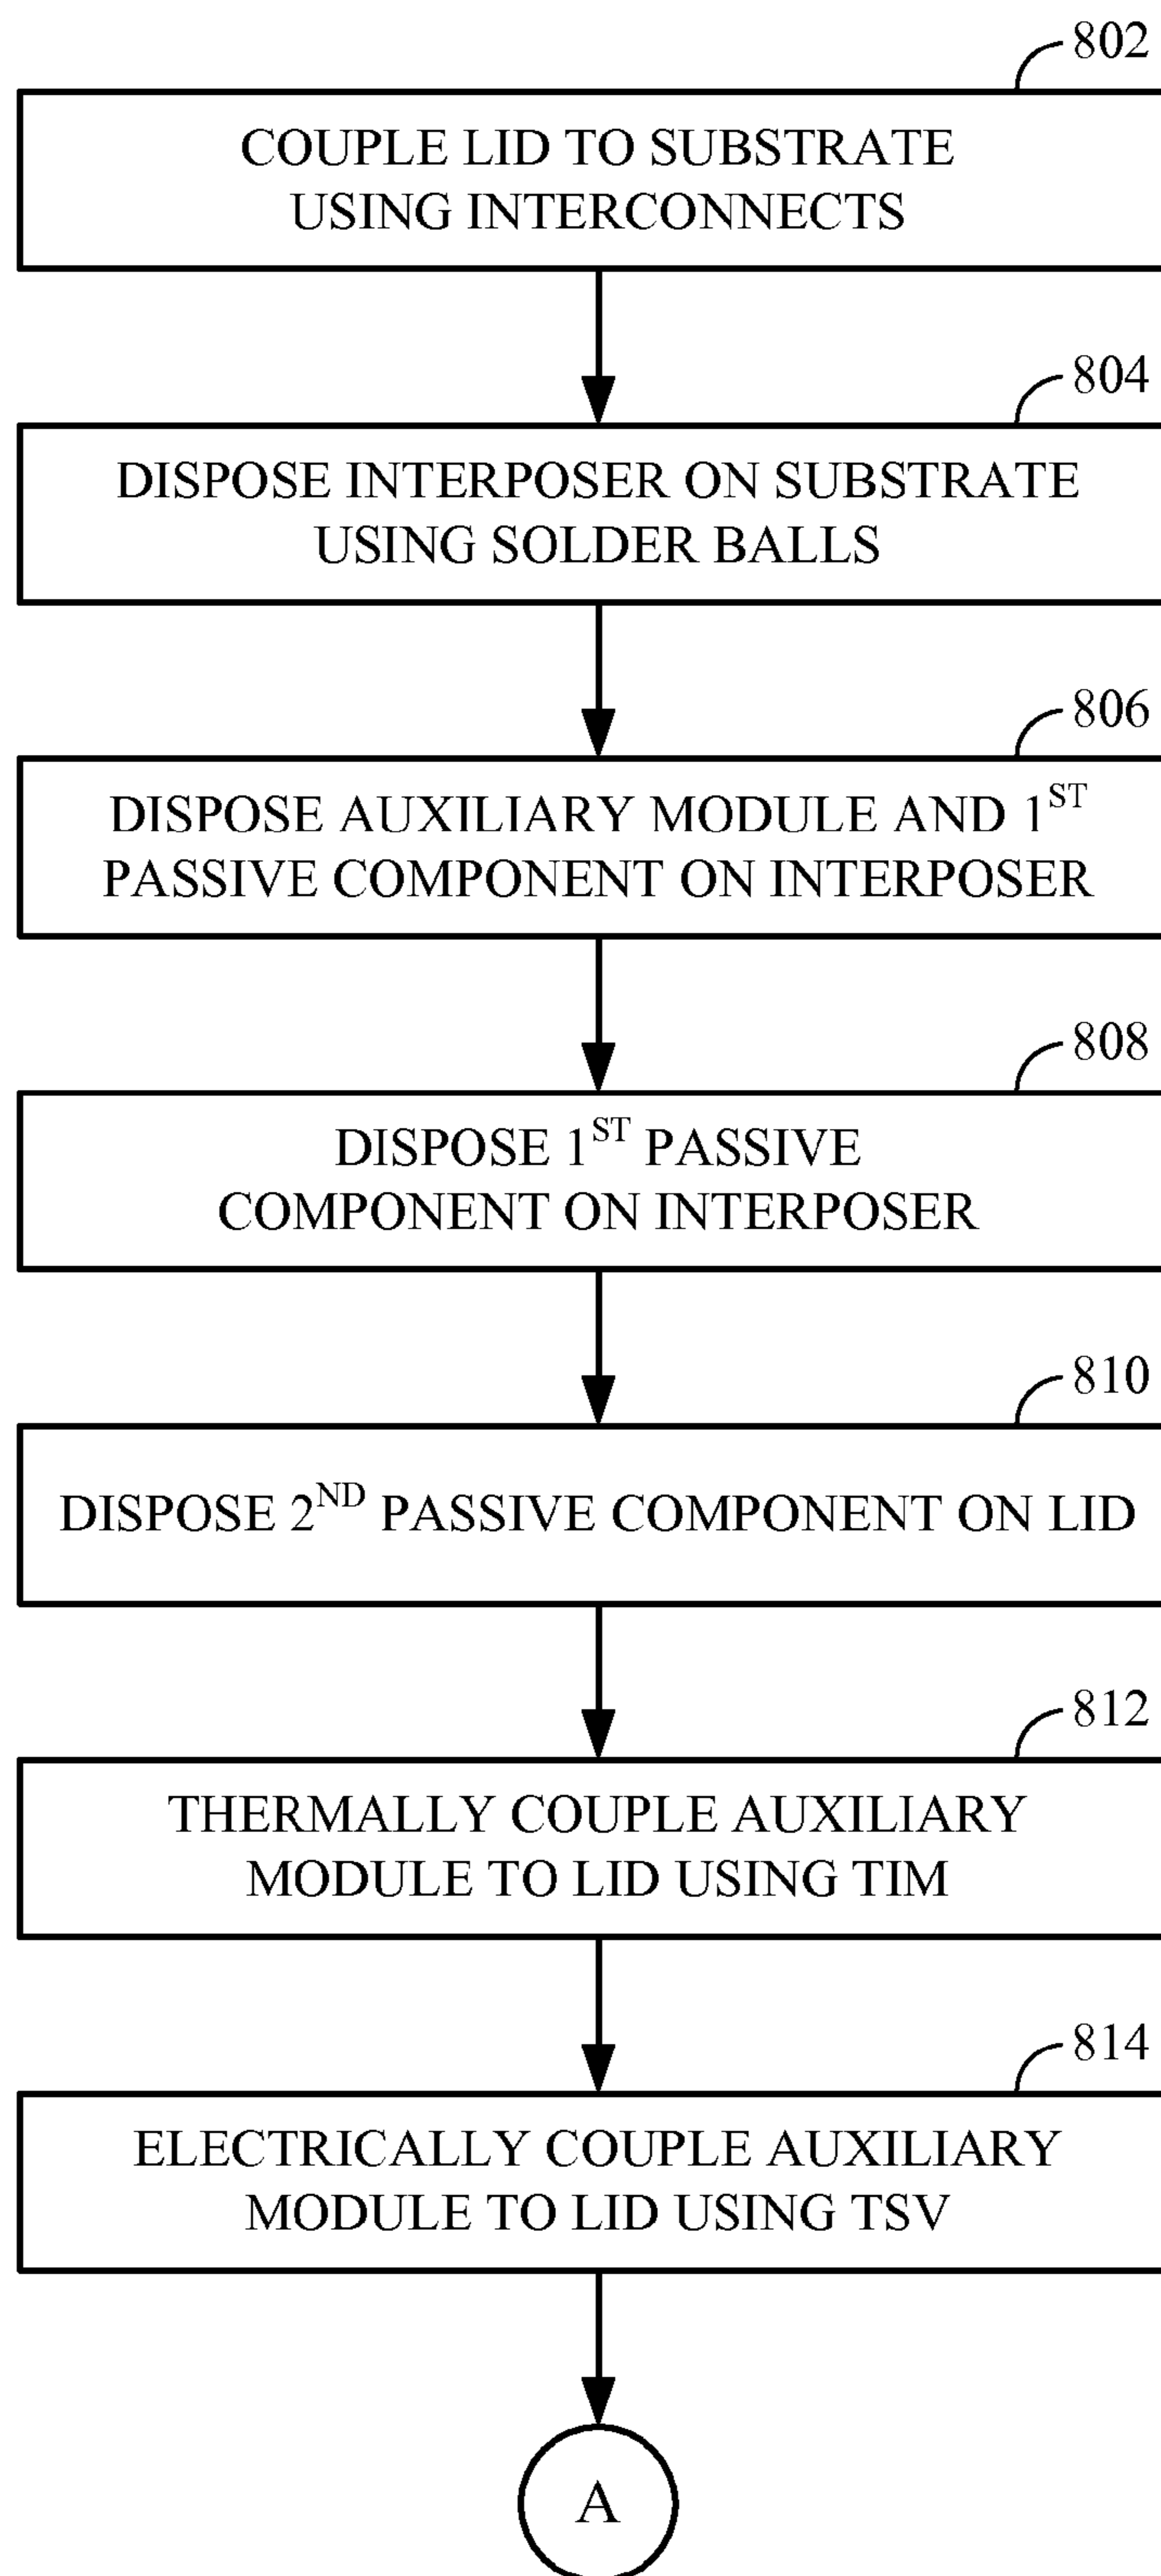 802
COUPLE LID TO SUBSTRATE
USING INTERCONNECTS
804
DISPOSE INTERPOSER ON SUBSTRATE
USING SOLDER BALLS
806
DISPOSE AUXILIARY MODULE AND 1ST
PASSIVE COMPONENT ON INTERPOSER
808
DISPOSE 1ST PASSIVE
COMPONENT ON INTERPOSER
810
DISPOSE 2ND PASSIVE COMPONENT ON LID
812
THERMALLY COUPLE AUXILIARY
MODULE TO LID USING TIM
814
ELECTRICALLY COUPLE AUXILIARY
MODULE TO LID USING TSV
A